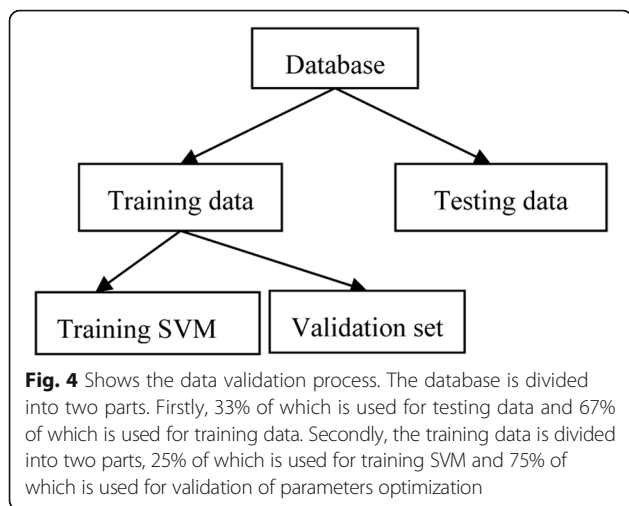 Database
Training data
Testing data
Training SVM
Validation set
Fig. 4 Shows the data validation process. The database is divided
into two parts. Firstly, 33% of which is used for testing data and 67%
of which is used for training data. Secondly, the training data is divided
into two parts, 25% of which is used for training SVM and 75% of
which is used for validation of parameters optimization